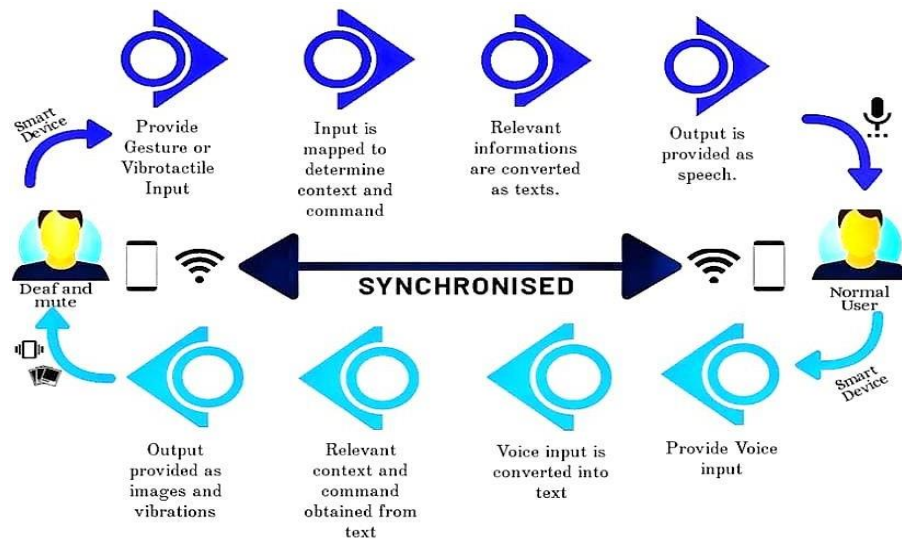 Smart
Device
Provide
Gesture or
Vibrotactile
Input
Input is
mapped to
determine
context and
command
Relevant
informations
are converted
as texts.
Output is
provided as
speech.
Deaf and
mute
SYNCHRONISED
Normal
User
Smart
Device
Output
provided as
images and
vibrations
Relevant
context and
command
obtained from
text
Voice input is
converted into
text
Provide Voice
input